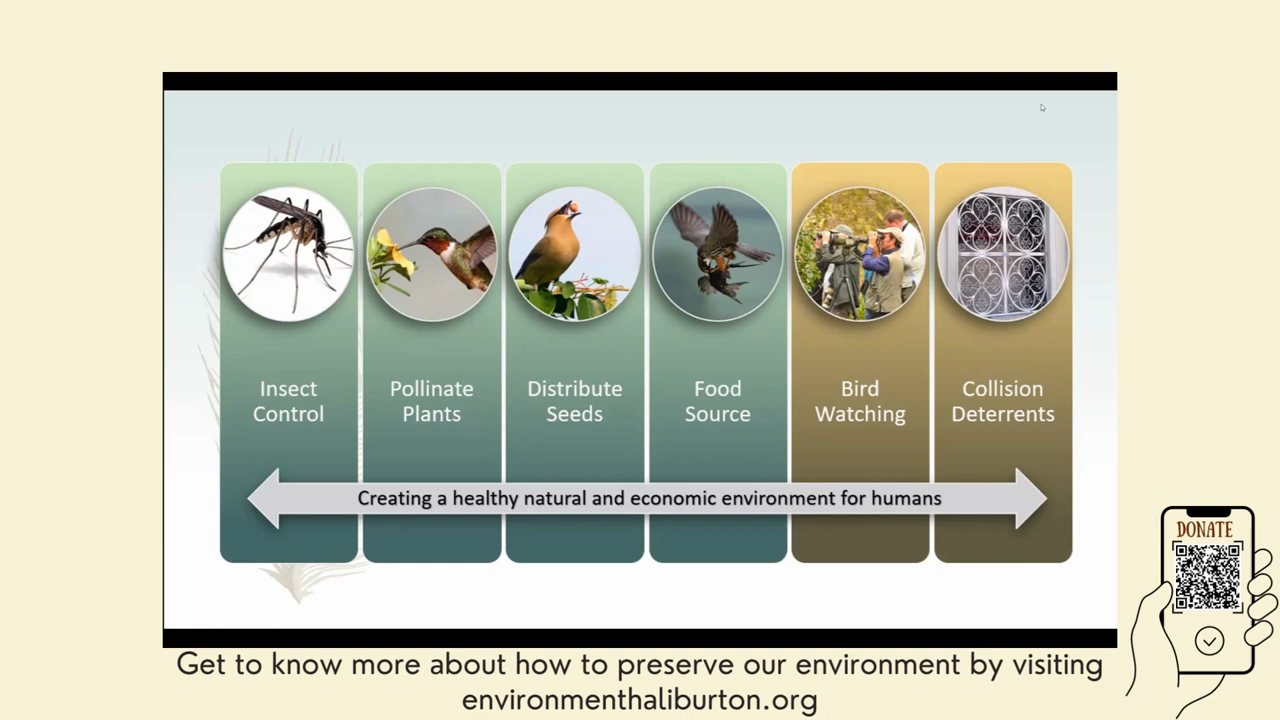 Insect
Control
Pollinate
Plants
Distribute
Seeds
Food
Source
Bird
Watching
Collision
Deterrents
Creating a healthy natural and economic environment for humans
DONATE
Get to know more about how to preserve our environment by visiting
environmenthaliburton.org